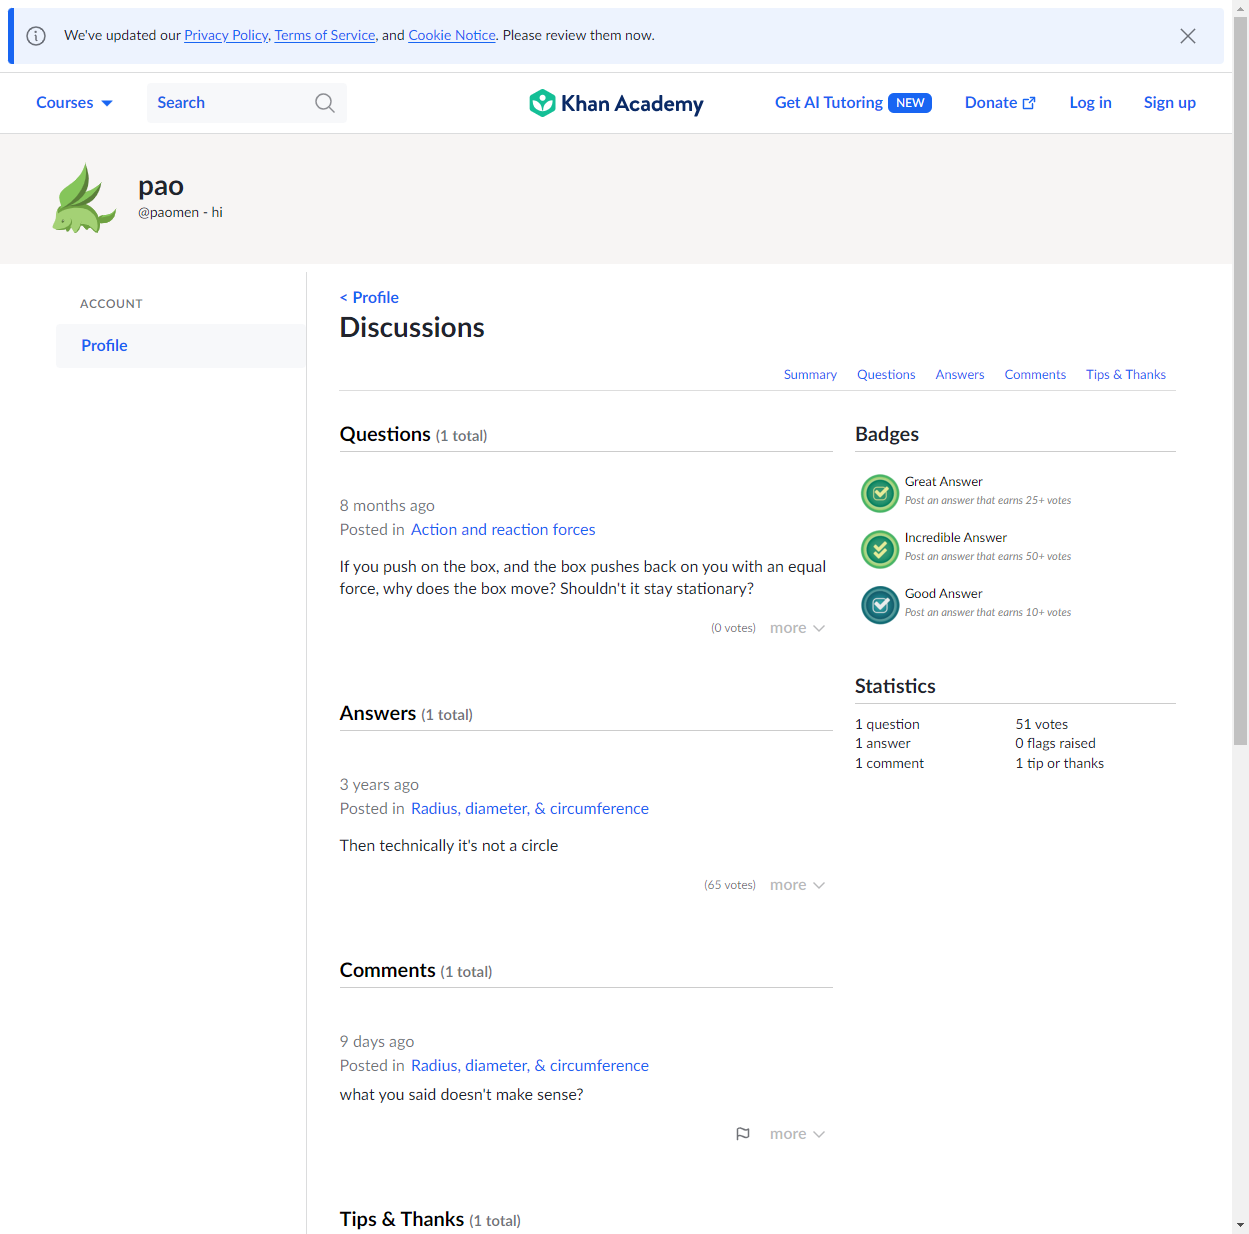 We've updated our Privacy Policy, Terms of Service, and Cookie Notice. Please review them now.
Courses
Search
Khan Academy
Get AI Tutoring NEW
Donate
Log in
Sign up
pao
@paomen - hi
ACCOUNT
Profile
< Profile
Discussions
Summary Questions Answers Comments Tips & Thanks
Questions (1 total)
8 months ago
Posted in Action and reaction forces
If you push on the box, and the box pushes back on you with an equal
force, why does the box move? Shouldn't it stay stationary?
(0 votes) more
Answers (1 total)
3 years ago
Posted in Radius, diameter, & circumference
Then technically it's not a circle
(65 votes) more
Comments (1 total)
9 days ago
Posted in Radius, diameter, & circumference
what you said doesn't make sense?
more
Tips & Thanks (1 total)
Badges
Great Answer
Post an answer that earns 25+ votes
Incredible Answer
Post an answer that earns 50+ votes
Good Answer
Post an answer that earns 10+ votes
Statistics
1 question 51 votes
1 answer 0 flags raised
1 comment 1 tip or thanks